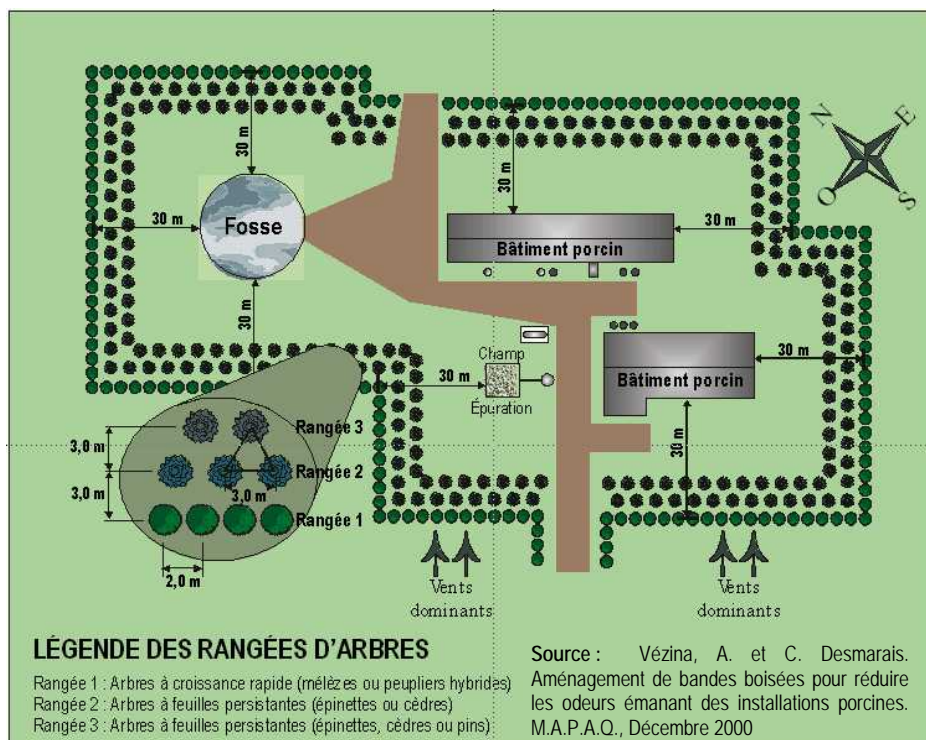 30 m
30 m
N
E
O
S
30 m
Fosse
30 m
Bâtiment porcin
30 m
Champ
Épuration
30 m
30 m
Bâtiment porcin
30 m
Rangée 3
3,0 m
Rangée 2
3,0 m
3,0 m
Rangée 1
2,0 m
Vents
dominants
Vents
dominants
LÉGENDE DES RANGÉES D'ARBRES
Rangée 1 : Arbres à croissance rapide (mélèzes ou peupliers hybrides)
Rangée 2 : Arbres à feuilles persistantes (épinettes ou cèdres)
Rangée 3 : Arbres à feuilles persistantes (épinettes, cèdres ou pins)
Source : Vézina, A. et C. Desmarais.
Aménagement de bandes boisées pour réduire
les odeurs émanant des installations porcines.
M.A.P.A.Q., Décembre 2000